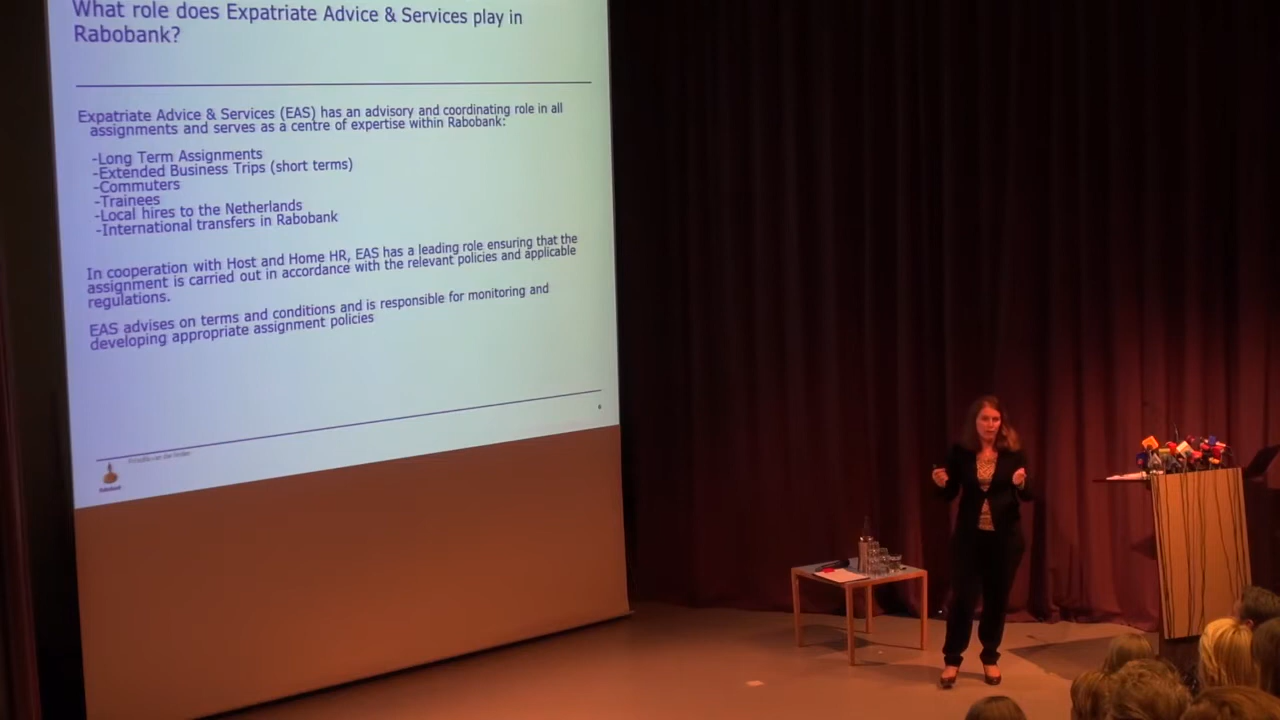 What role does Expatriate Advice & Services play in
Rabobank?
Expatriate Advice & Services (EAS) has an advisory and coordinating role in all
assignments and serves as a centre of expertise within Rabobank:
-Long Term Assignments
-Extended Business Trips (short terms)
-Commuters
-Trainees
-Local hires to the Netherlands
-International transfers in Rabobank
In cooperation with Host and Home HR, EAS has a leading role ensuring that the
assignment is carried out in accordance with the relevant policies and applicable
regulations.
EAS advises on terms and conditions and is responsible for monitoring and
developing appropriate assignment policies
Rabobank